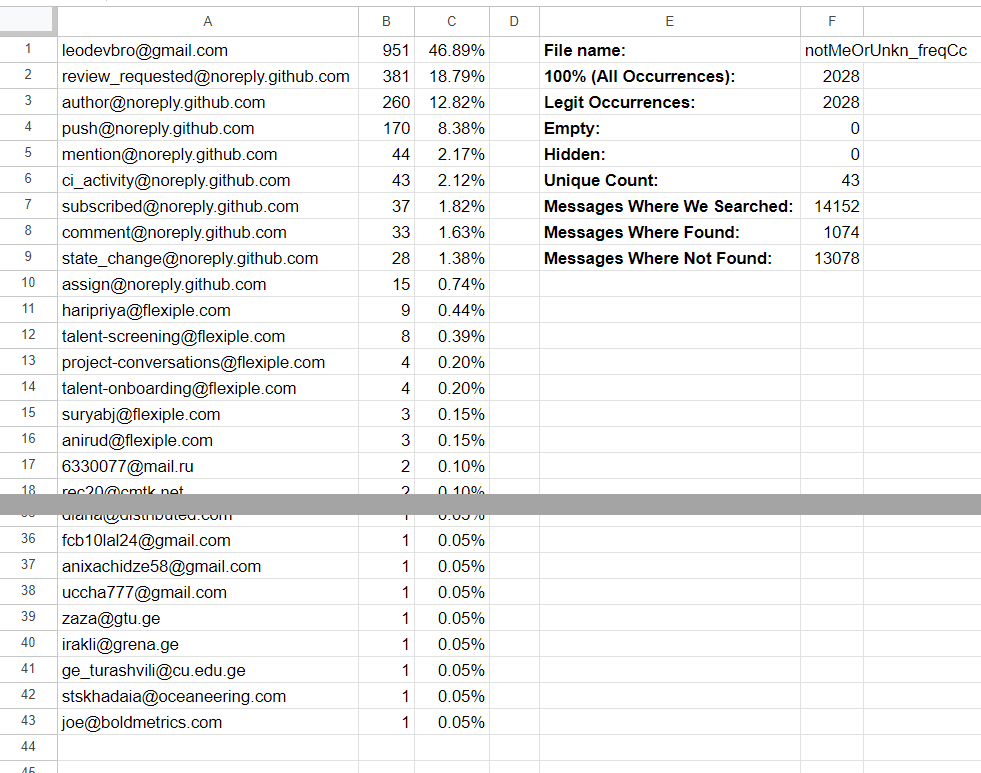 A B C D E F
1 leodevbro@gmail.com 951 46.89% File name: notMeOrUnkn_freqCc
2 review_requested@noreply.github.com 381 18.79% 100% (All Occurrences): 2028
3 author@noreply.github.com 260 12.82% Legit Occurrences: 2028
4 push@noreply.github.com 170 8.38% Empty: 0
5 mention@noreply.github.com 44 2.17% Hidden: 0
6 ci_activity@noreply.github.com 43 2.12% Unique Count: 43
7 subscribed@noreply.github.com 37 1.82% Messages Where We Searched: 14152
8 comment@noreply.github.com 33 1.63% Messages Where Found: 1074
9 state_change@noreply.github.com 28 1.38% Messages Where Not Found: 13078
10 assign@noreply.github.com 15 0.74%
11 haripriya@flexiple.com 9 0.44%
12 talent-screening@flexiple.com 8 0.39%
13 project-conversations@flexiple.com 4 0.20%
14 talent-onboarding@flexiple.com 4 0.20%
15 suryabj@flexiple.com 3 0.15%
16 anirud@flexiple.com 3 0.15%
17 6330077@mail.ru 2 0.10%
18 rec20@cmtk.net 2 0.10%
diana@distributed.com 1 0.05%
36 fcb10lal24@gmail.com 1 0.05%
37 anixachidze58@gmail.com 1 0.05%
38 uccha777@gmail.com 1 0.05%
39 zaza@gtu.ge 1 0.05%
40 irakli@grena.ge 1 0.05%
41 ge_turashvili@cu.edu.ge 1 0.05%
42 stskhadaia@oceaneering.com 1 0.05%
43 joe@boldmetrics.com 1 0.05%
44
45